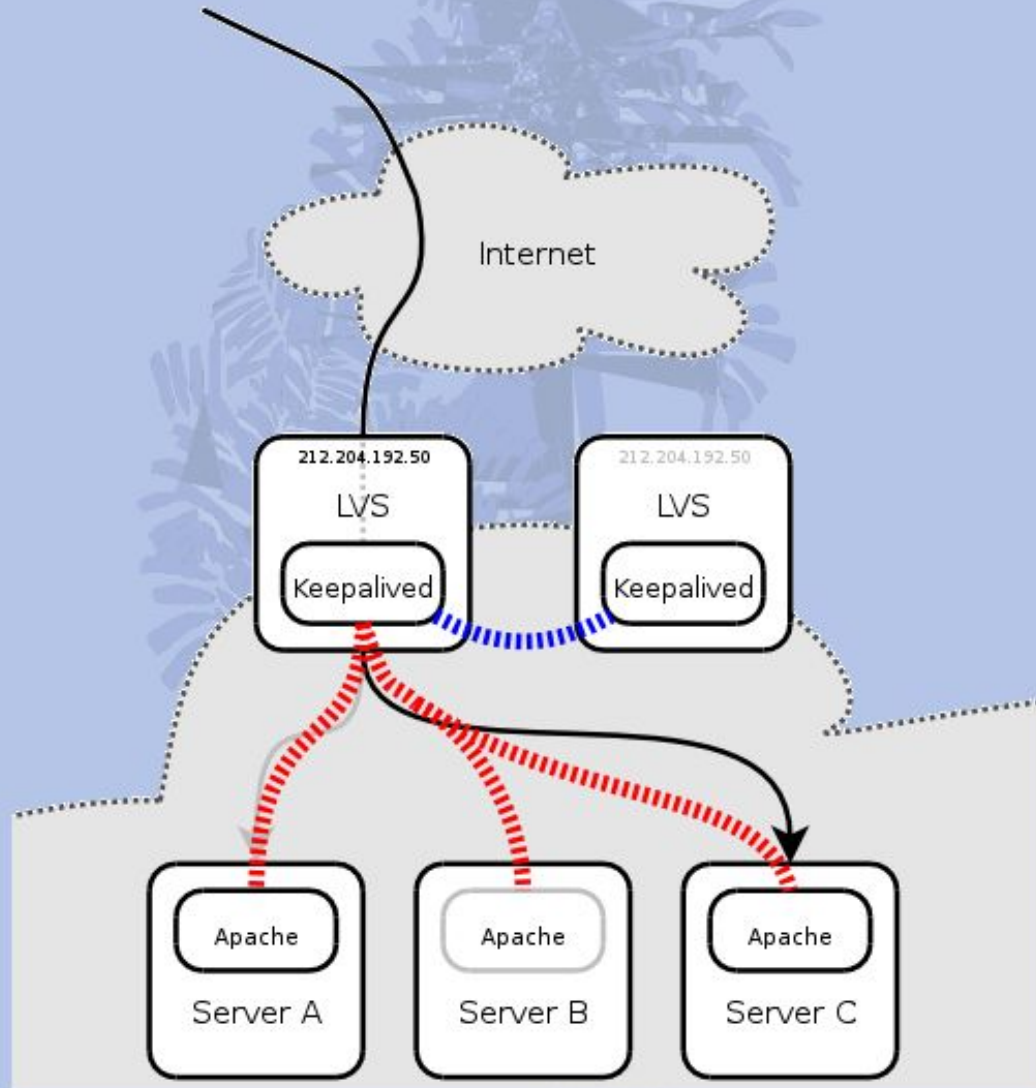 Internet
212.204.192.50
212.204.192.50
LVS
LVS
Keepalived
Keepalived
Apache
Apache
Apache
Server A
Server B
Server C